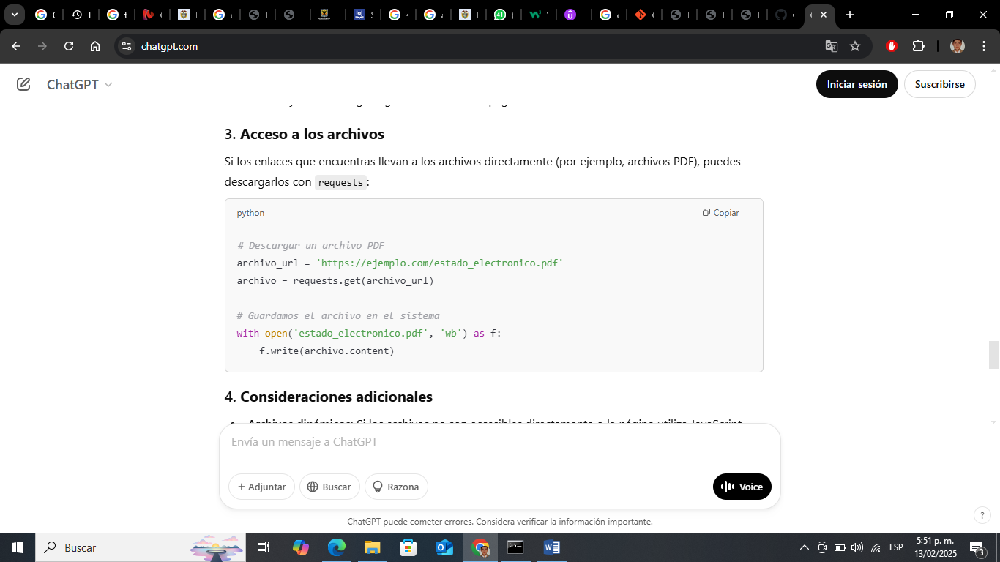 chatgpt.com
ChatGPT
Iniciar sesión
Suscribirse
3. Acceso a los archivos
Si los enlaces que encuentras llevan a los archivos directamente (por ejemplo, archivos PDF), puedes
descargarlos con requests:
python
Copiar
# Descargar un archivo PDF
archivo_url = 'https://ejemplo.com/estado_electronico.pdf'
archivo = requests.get(archivo_url)
# Guardamos el archivo en el sistema
with open('estado_electronico.pdf', 'wb') as f:
    f.write(archivo.content)
4. Consideraciones adicionales
Envía un mensaje a ChatGPT
+ Adjuntar
Buscar
Razona
Voice
ChatGPT puede cometer errores. Considera verificar la información importante.
?
Buscar
ESP
5:51 p. m.
13/02/2025
3